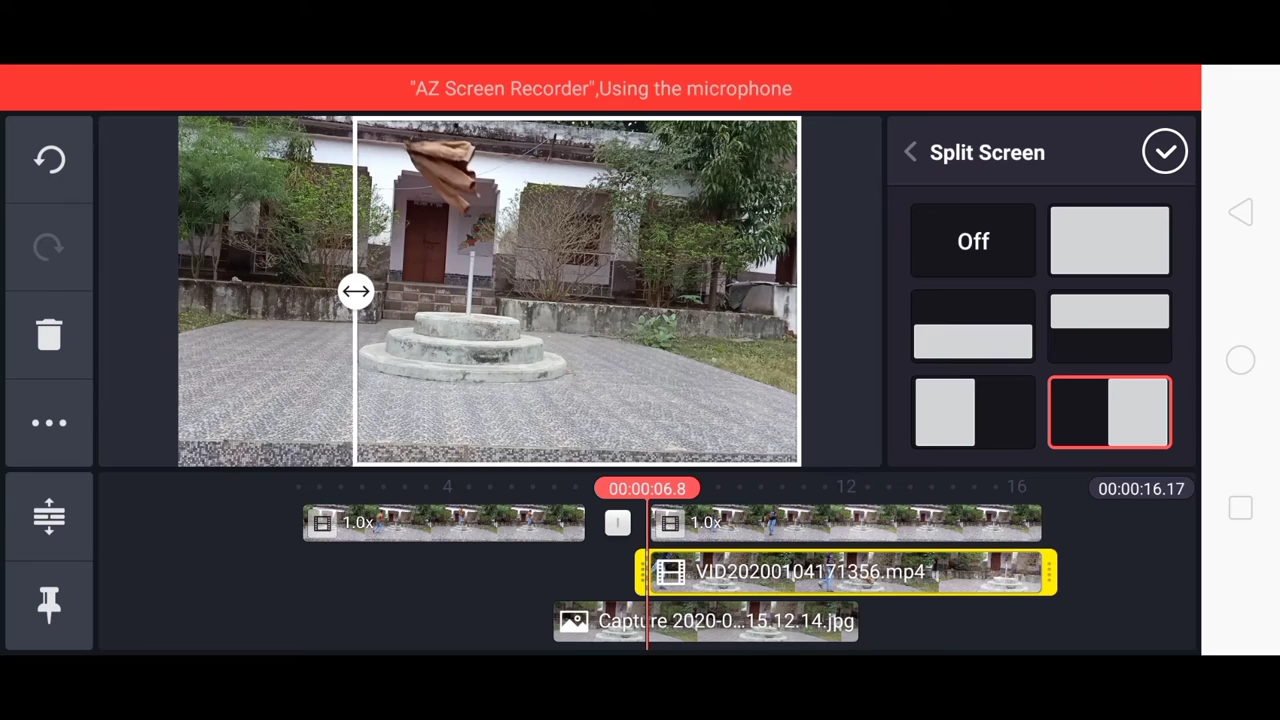 "AZ Screen Recorder",Using the microphone
Split Screen
Off
4
00:00:06.8
12
16
00:00:16.17
1.0x
1.0x
VID20200104171356.mp4
Capture 2020-0...15.12.14.jpg